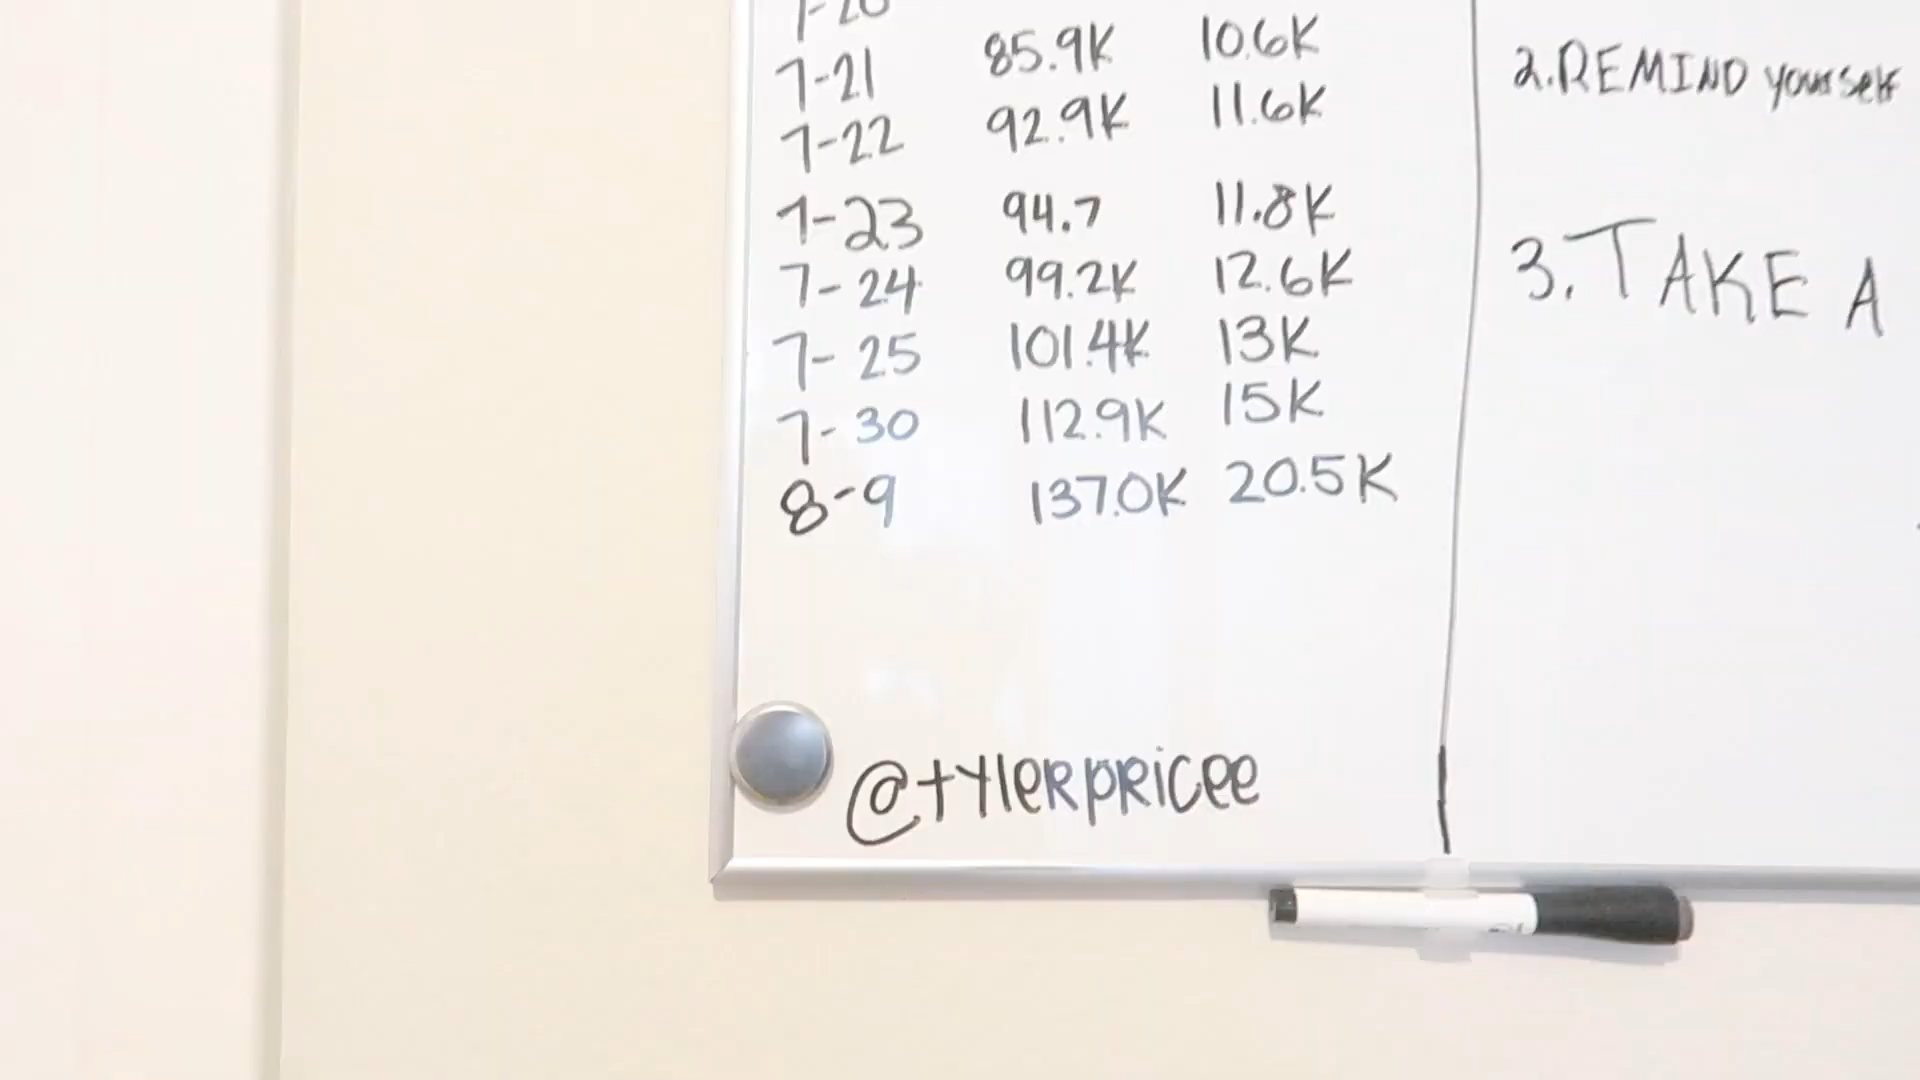 7-20
7-21 85.9K 10.6K
7-22 92.9K 11.6K
7-23 94.7 11.8K
7-24 99.2K 12.6K
7-25 101.4K 13K
7-30 112.9K 15K
8-9 137.0K 20.5K
@tylerpricee
2. REMIND yourself
3. TAKE A